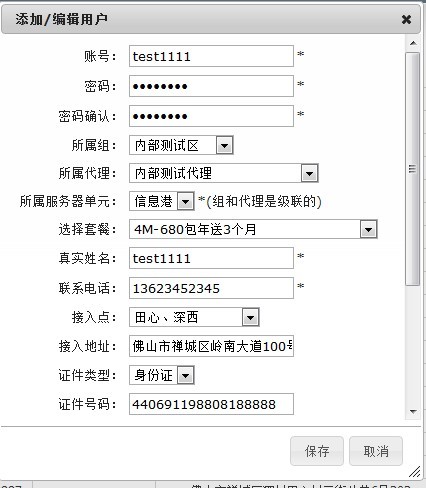 添加/编辑用户
账号： test1111 *
密码： •••••••• *
密码确认： •••••••• *
所属组： 内部测试区
所属代理： 内部测试代理
所属服务器单元： 信息港 *(组和代理是级联的)
选择套餐： 4M-680包年送3个月
真实姓名： test1111 *
联系电话： 13623452345 *
接入点： 田心、深西
接入地址： 佛山市禅城区岭南大道100号
证件类型： 身份证
证件号码： 440691198808188888
保存 取消